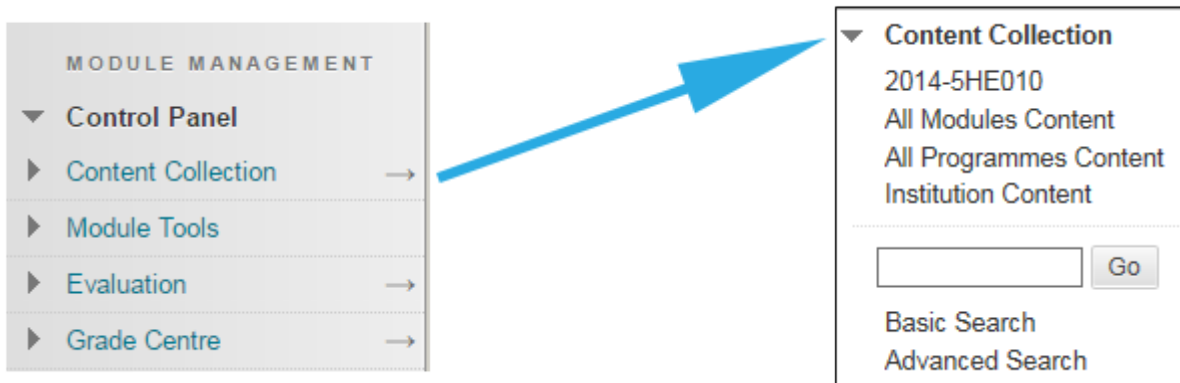 MODULE MANAGEMENT
Control Panel
Content Collection
Module Tools
Evaluation
Grade Centre
Content Collection
2014-5HE010
All Modules Content
All Programmes Content
Institution Content
Go
Basic Search
Advanced Search